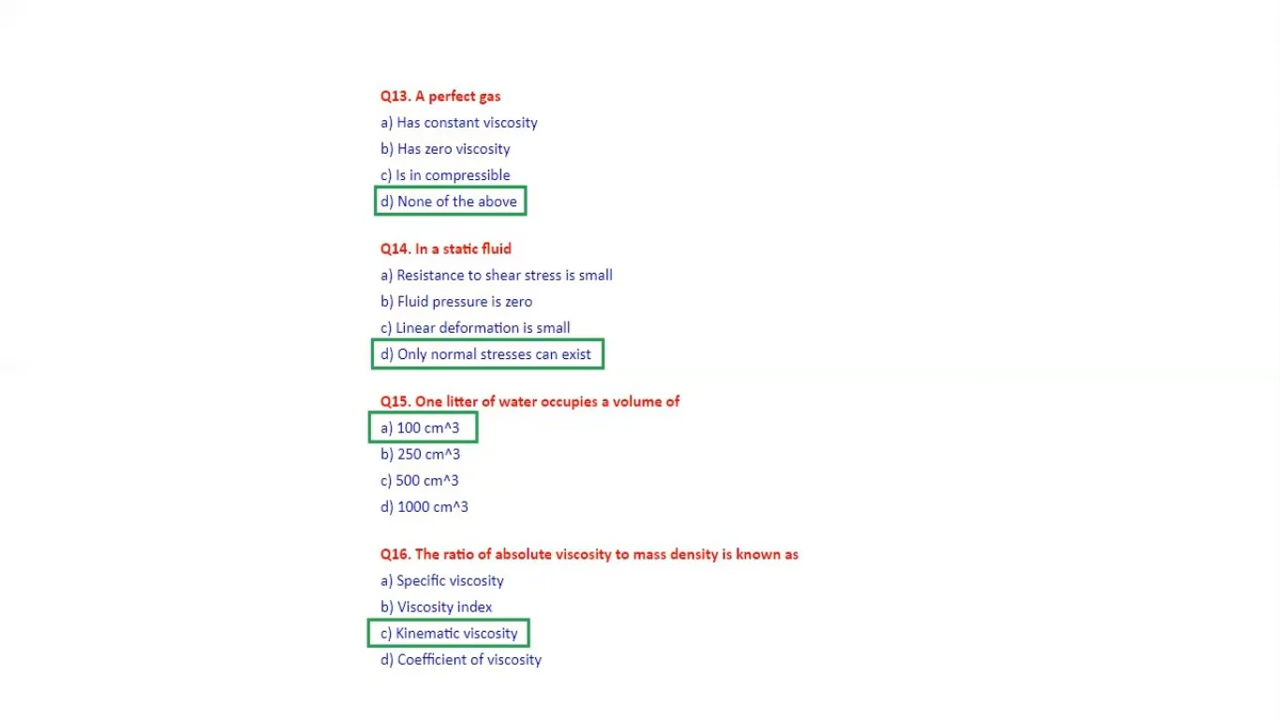 Q13. A perfect gas
a) Has constant viscosity
b) Has zero viscosity
c) Is in compressible
d) None of the above
Q14. In a static fluid
a) Resistance to shear stress is small
b) Fluid pressure is zero
c) Linear deformation is small
d) Only normal stresses can exist
Q15. One litter of water occupies a volume of
a) 100 cm^3
b) 250 cm^3
c) 500 cm^3
d) 1000 cm^3
Q16. The ratio of absolute viscosity to mass density is known as
a) Specific viscosity
b) Viscosity index
c) Kinematic viscosity
d) Coefficient of viscosity